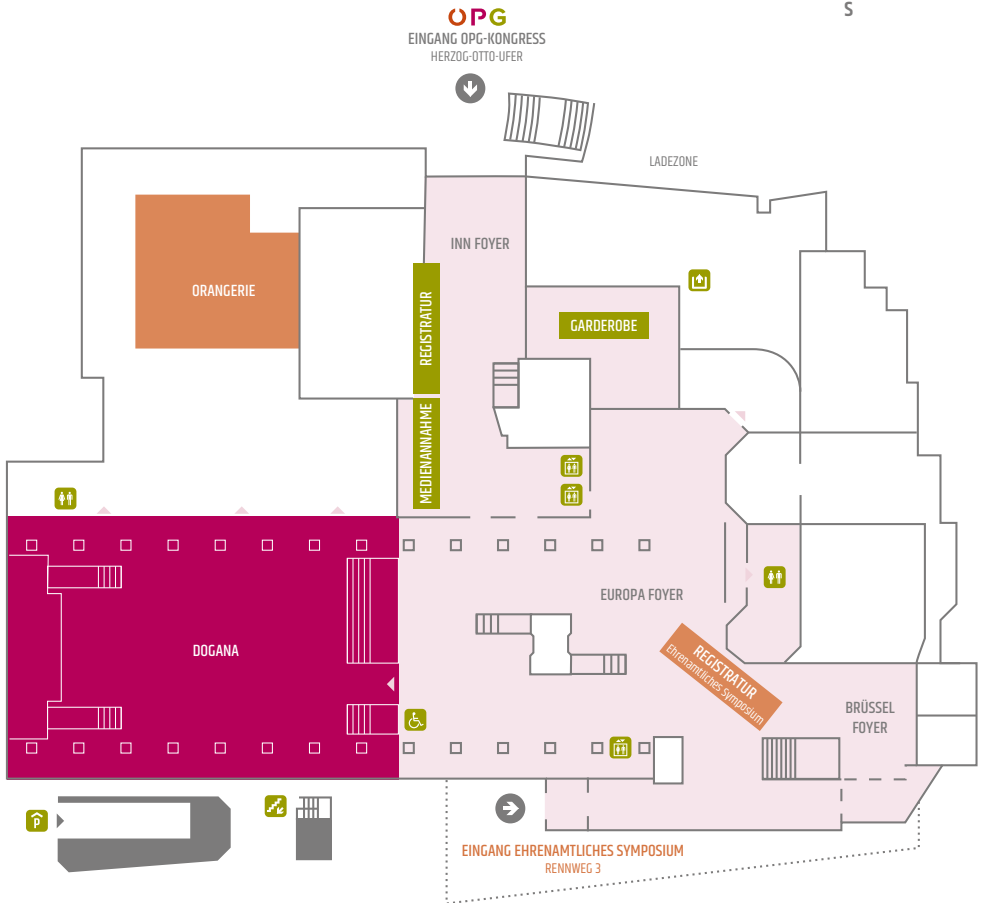 OPG
S
EINGANG OPG-KONGRESS
HERZOG-OTTO-UFER
LADEZONE
INN FOYER
ORANGERIE
REGISTRATUR
GARDEROBE
MEDIENANNAHME
EUROPA FOYER
DOGANA
REGISTRATUR
Ehrenamtliches Symposium
BRÜSSEL
FOYER
P
EINGANG EHRENAMTLICHES SYMPOSIUM
RENNWEG 3